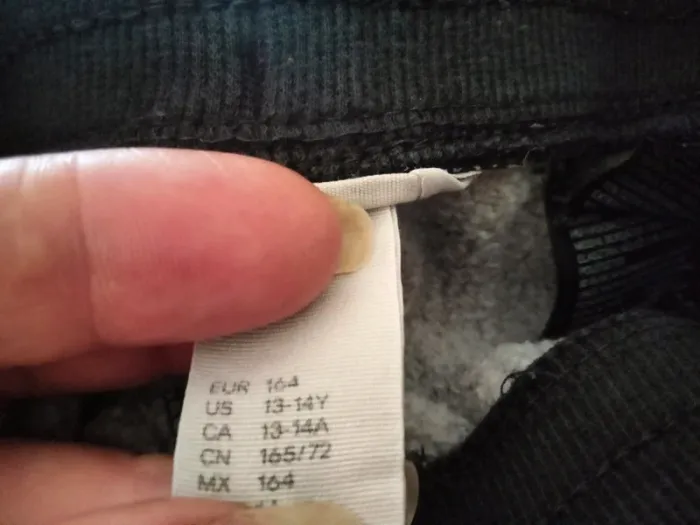 EUR 164
US 13-14Y
CA 13-14A
CN 165/72
MX 164